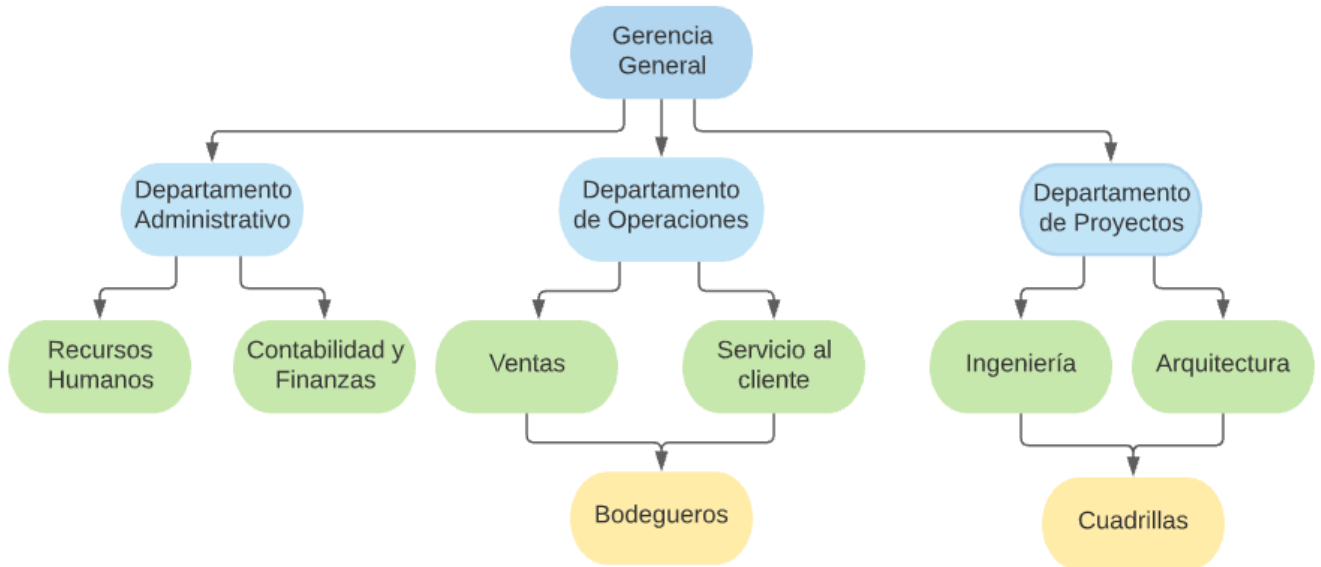 Gerencia
General
Departamento
Administrativo
Departamento
de Operaciones
Departamento
de Proyectos
Recursos
Humanos
Contabilidad y
Finanzas
Ventas
Servicio al
cliente
Ingeniería
Arquitectura
Bodegueros
Cuadrillas